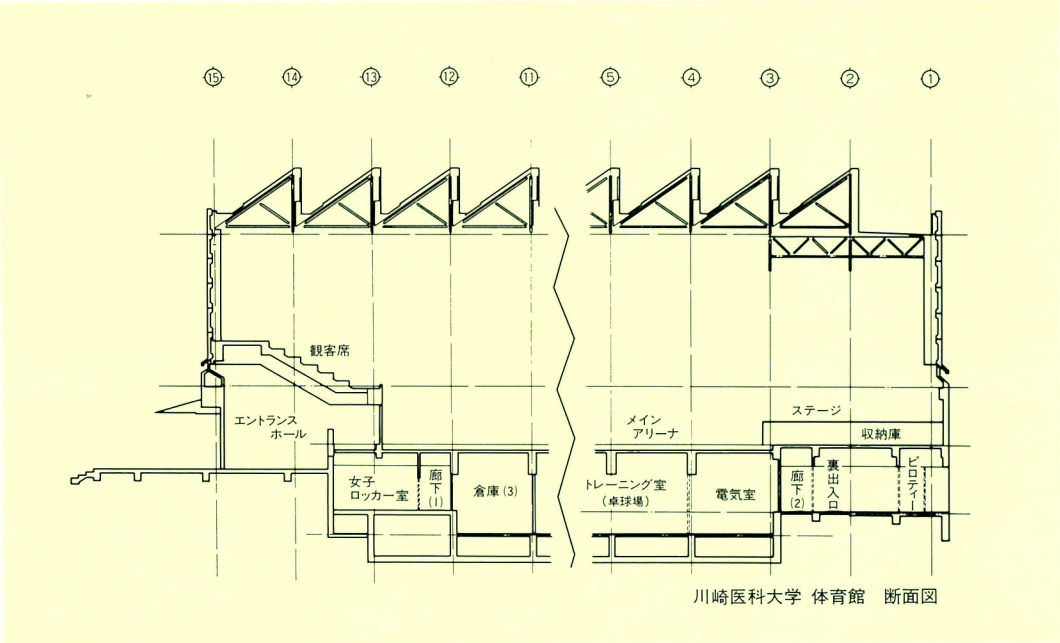 15 14 13 12 11 5 4 3 2 1
観客席
エントランス
ホール
メイン
アリーナ
ステージ
収納庫
女子
ロッカー室
廊下(1)
倉庫(3)
トレーニング室
(卓球場)
電気室
廊下(2)
裏出入口
ピロティー
川崎医科大学 体育館 断面図